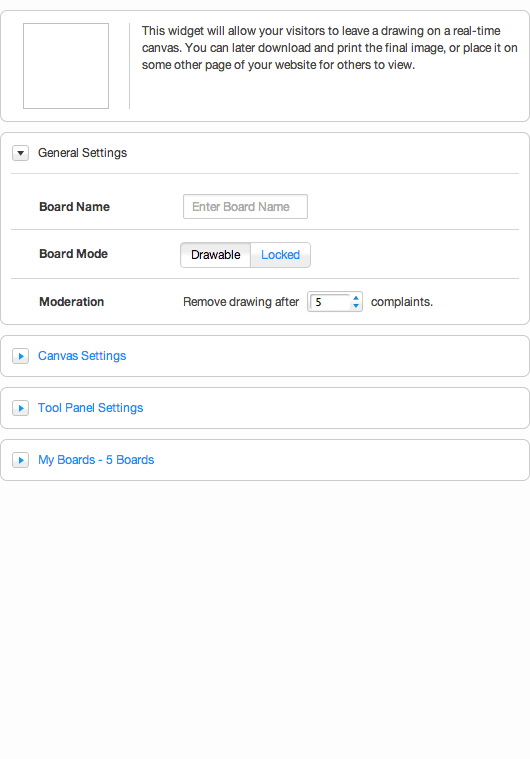 This widget will allow your visitors to leave a drawing on a real-time
canvas. You can later download and print the final image, or place it on
some other page of your website for others to view.
General Settings
Board Name Enter Board Name
Board Mode Drawable Locked
Moderation Remove drawing after 5 complaints.
Canvas Settings
Tool Panel Settings
My Boards - 5 Boards